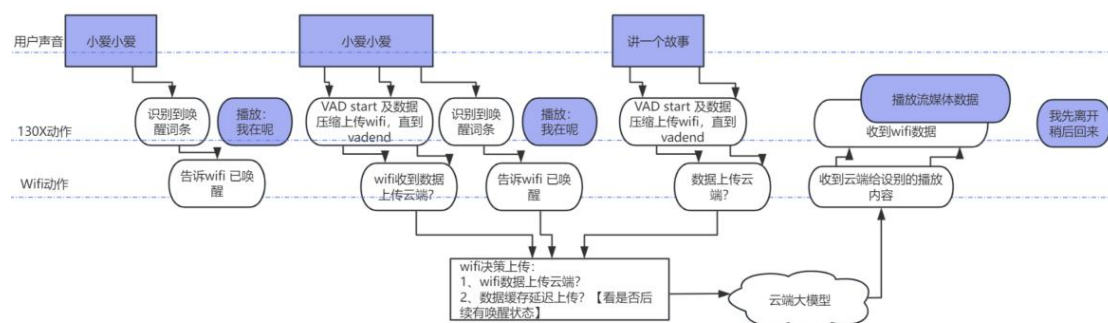 用户声音
小爱小爱
小爱小爱
讲一个故事
识别到唤
醒词条
播放：
我在呢
VAD start 及数据
压缩上传wifi，直到
vadend
识别到唤
醒词条
播放：
我在呢
VAD start 及数据
压缩上传wifi，直到
vadend
播放流媒体数据
收到wifi数据
我先离开
稍后回来
130X动作
Wifi动作
告诉wifi 已唤
醒
wifi收到数据
上传云端?
告诉wifi 已唤
醒
数据上传云
端?
收到云端给设别的播放
内容
wifi决策上传：
1、wifi数据上传云端?
2、数据缓存延迟上传? 【看是否后
续有唤醒状态】
云端大模型